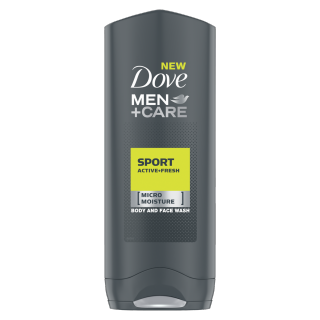 NEW
Dove
MEN
+CARE
SPORT
ACTIVE+FRESH
MICRO
MOISTURE
BODY AND FACE WASH